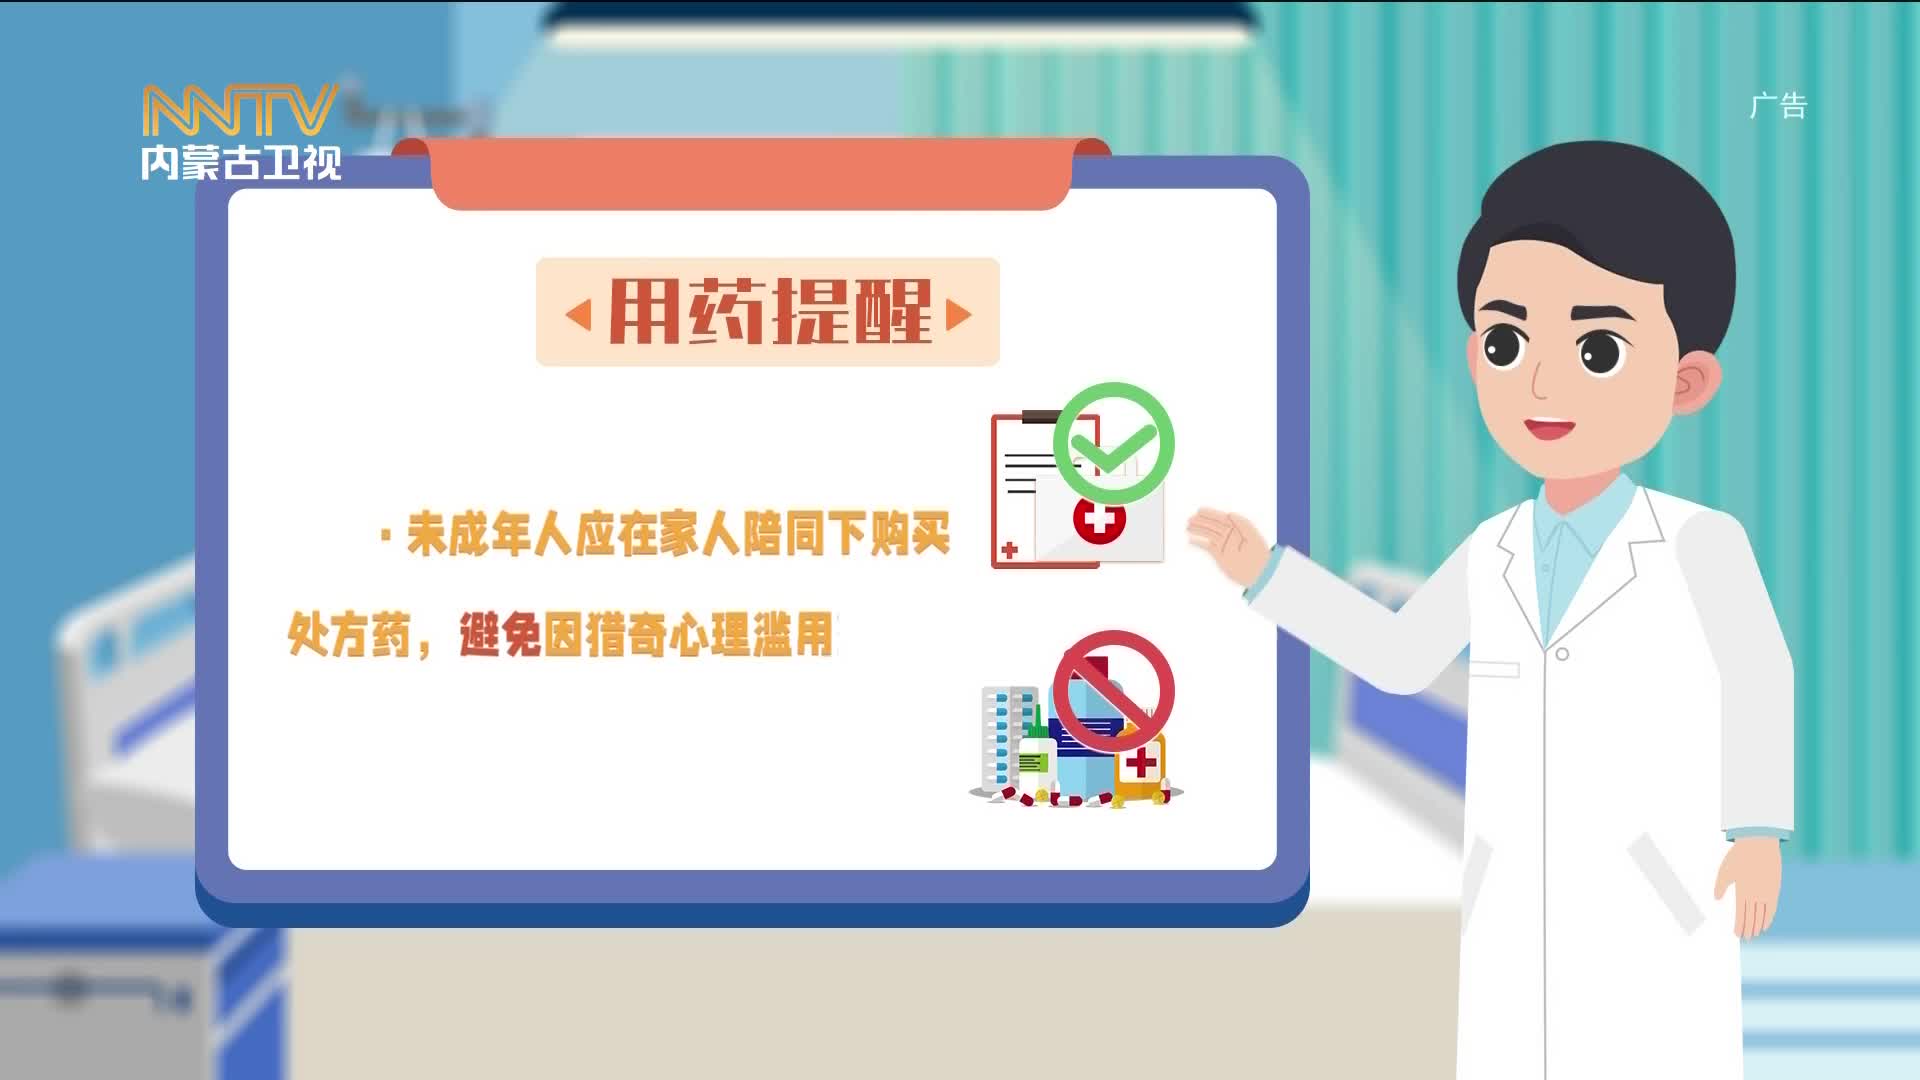 NNTV
内蒙古卫视
广告
用药提醒
·未成年人应在家人陪同下购买
处方药，避免因猎奇心理滥用